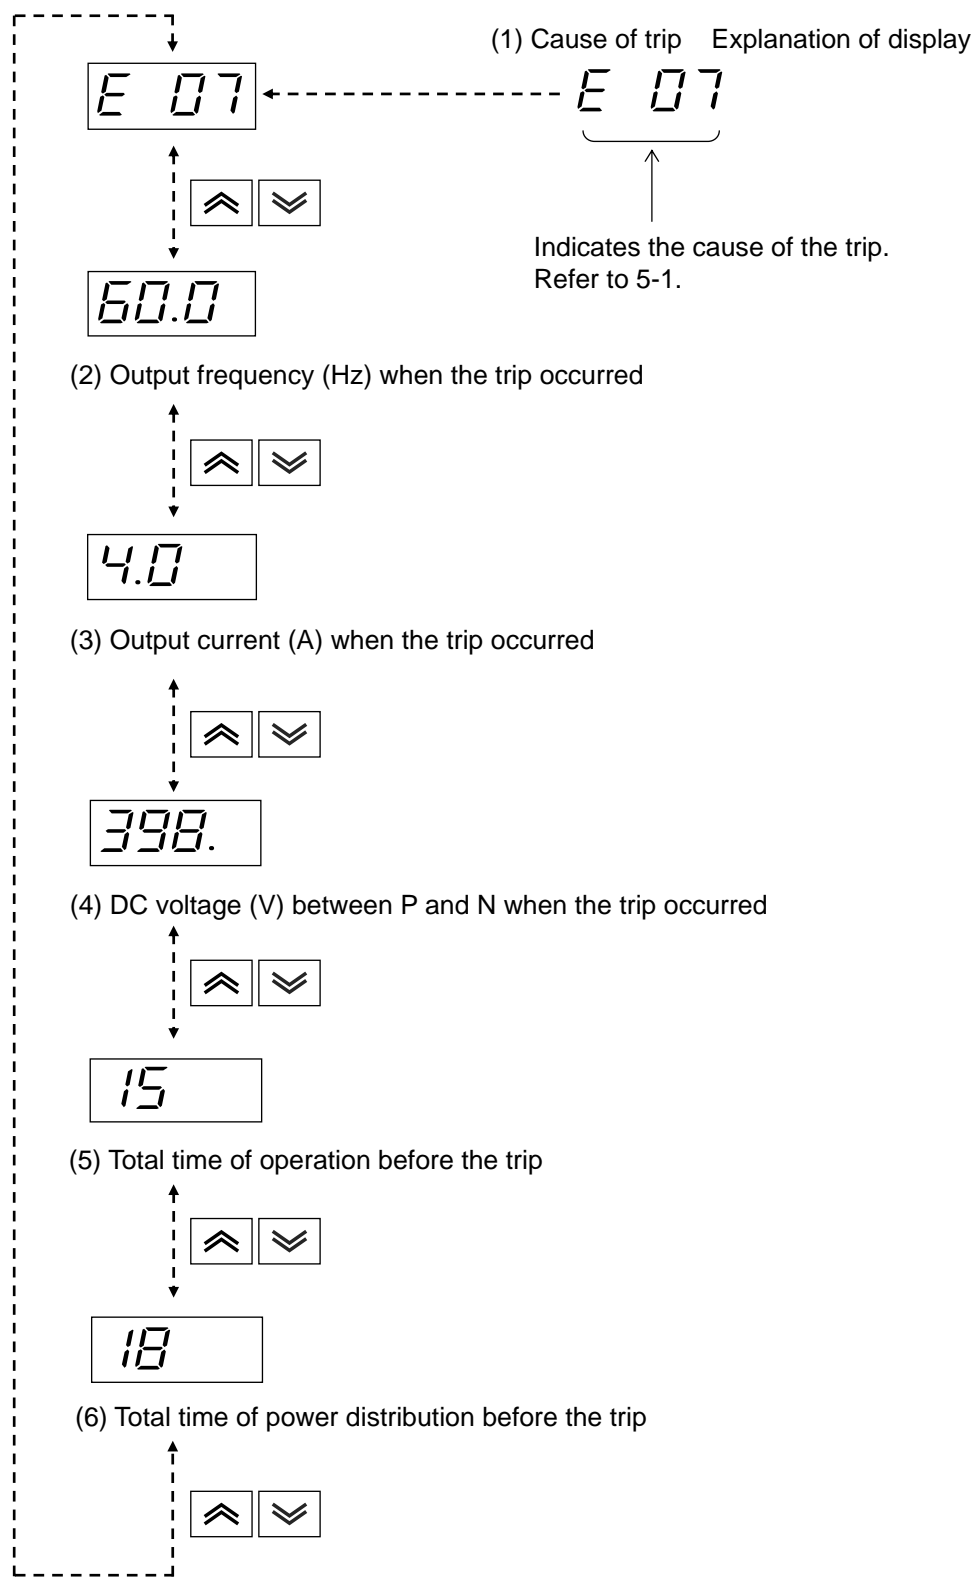 (1) Cause of trip Explanation of display
E 07 E 07
Indicates the cause of the trip.
Refer to 5-1.
60.0
(2) Output frequency (Hz) when the trip occurred
4.0
(3) Output current (A) when the trip occurred
398.
(4) DC voltage (V) between P and N when the trip occurred
15
(5) Total time of operation before the trip
18
(6) Total time of power distribution before the trip